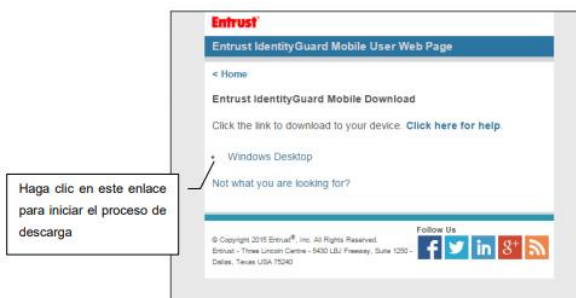 Entrust
Entrust IdentityGuard Mobile User Web Page
< Home
Entrust IdentityGuard Mobile Download
Click the link to download to your device. Click here for help.
Windows Desktop
Not what you are looking for?
Haga clic en este enlace
para iniciar el proceso de
descarga
Follow Us
© Copyright 2015 Entrust®, Inc. All Rights Reserved.
Entrust - Three Lincoln Centre - 5430 LBJ Freeway, Suite 1250 -
Dallas, Texas USA 75240